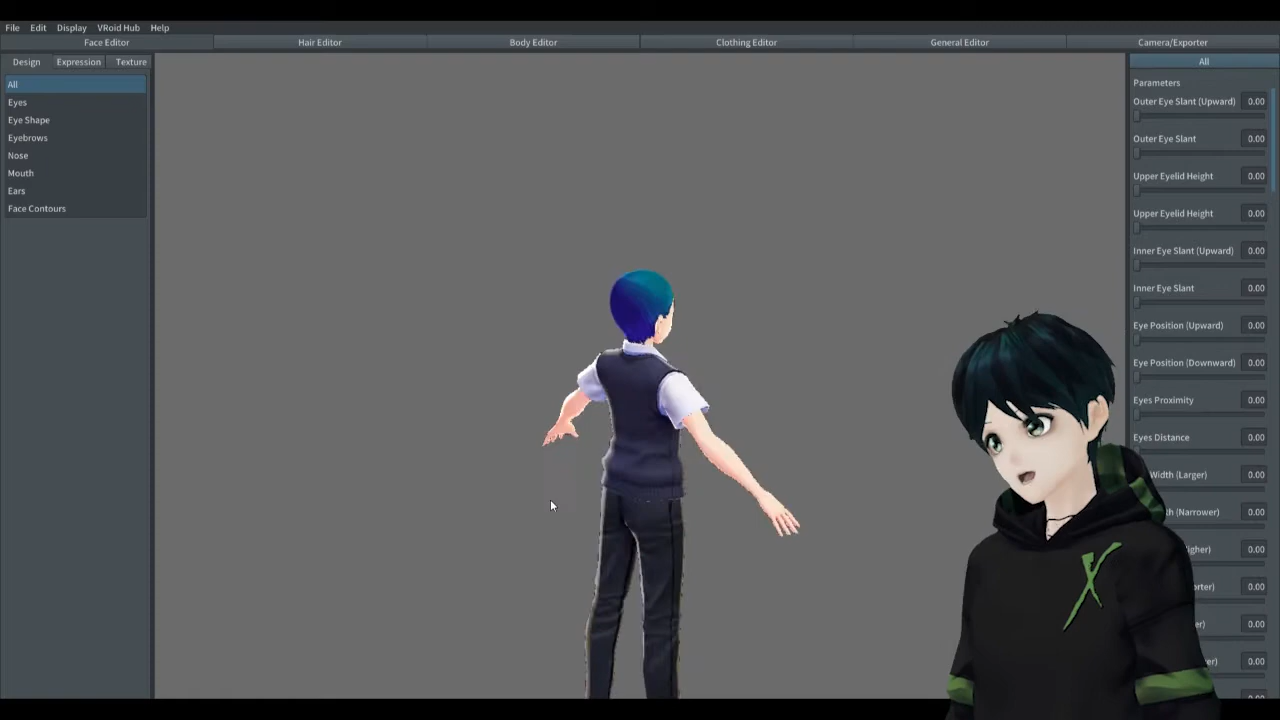 File Edit Display VRoid Hub Help
Face Editor Hair Editor Body Editor Clothing Editor General Editor Camera/Exporter
Design Expression Texture
All
Eyes
Eye Shape
Eyebrows
Nose
Mouth
Ears
Face Contours
All
Parameters
Outer Eye Slant (Upward) 0.00
Outer Eye Slant 0.00
Upper Eyelid Height 0.00
Upper Eyelid Height 0.00
Inner Eye Slant (Upward) 0.00
Inner Eye Slant 0.00
Eye Position (Upward) 0.00
Eye Position (Downward) 0.00
Eyes Proximity 0.00
Eyes Distance 0.00
Width (Larger) 0.00
(Narrower) 0.00
0.00
0.00
0.00
0.00